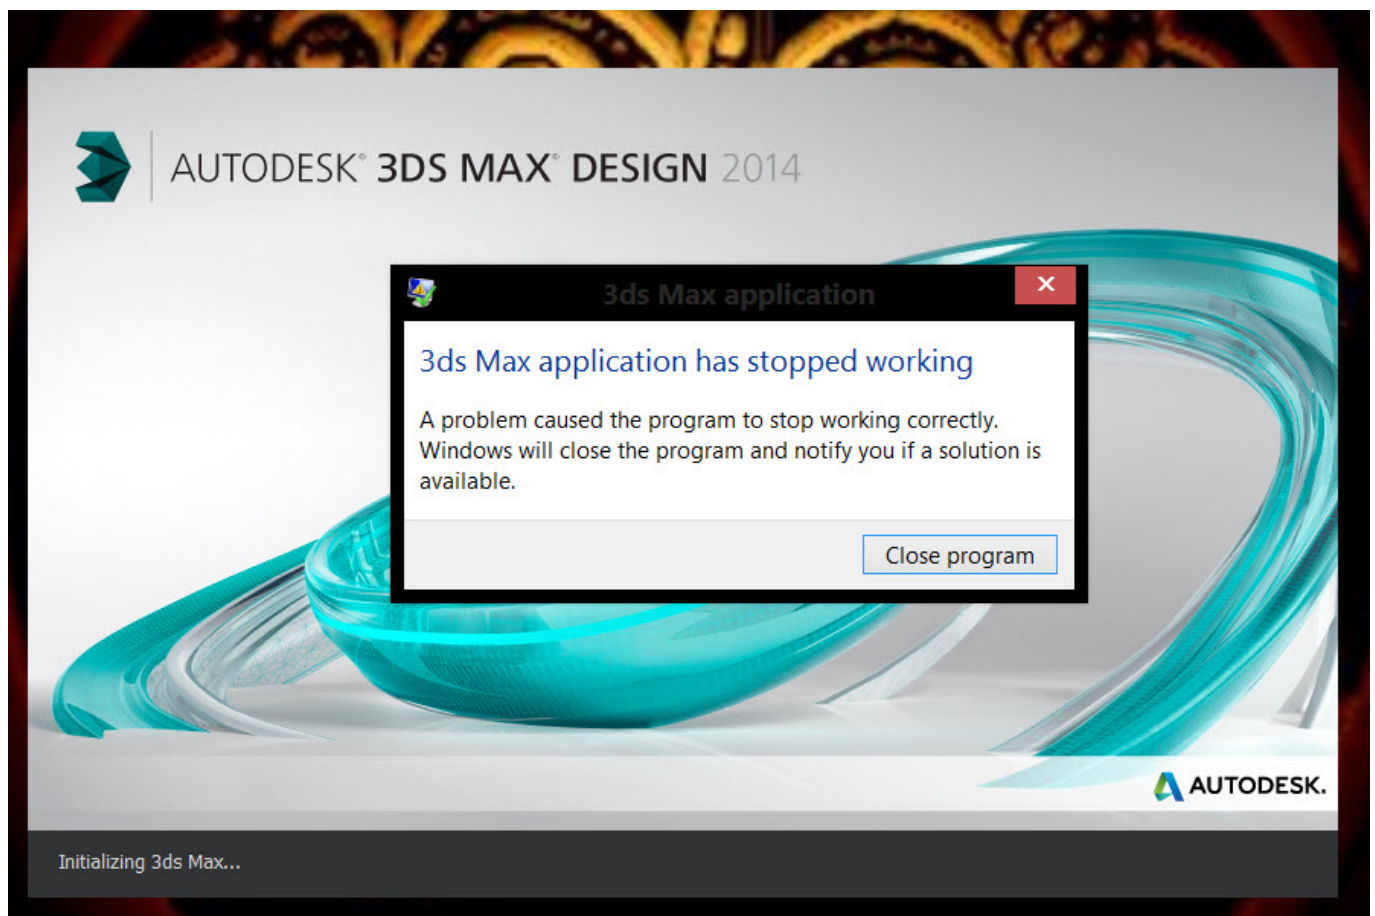 AUTODESK® 3DS MAX® DESIGN 2014
3ds Max application
3ds Max application has stopped working
A problem caused the program to stop working correctly.
Windows will close the program and notify you if a solution is
available.
Close program
AUTODESK.
Initializing 3ds Max...